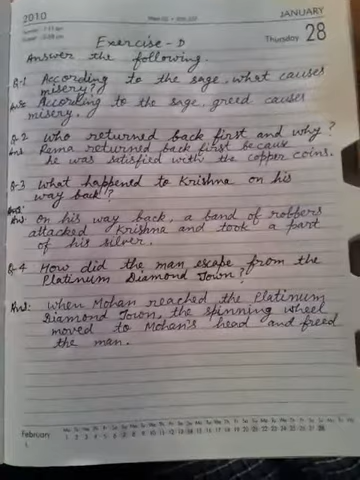 2010
JANUARY
Thursday 28
Exercise-D
Answer the following.
Q-1 According to the sage, what causes
misery?
Ans According to the sage, greed causes
misery.
Q-2 Who returned back first and why?
Ans Rema returned back first becaux
he was satisfied with the copper coins.
Q-3 What happened to Krishna on his
way back?
Ans: On his way back, a band of robbers
attacked Krishna and took a part
of his silver.
Q-4 How did the man escape from the
Platinum Diamond Town?
Ans: When Mohan reached the Platinum
Diamond Town, the spinning wheel
moved to Mohan's head and freed
the man.
Februari